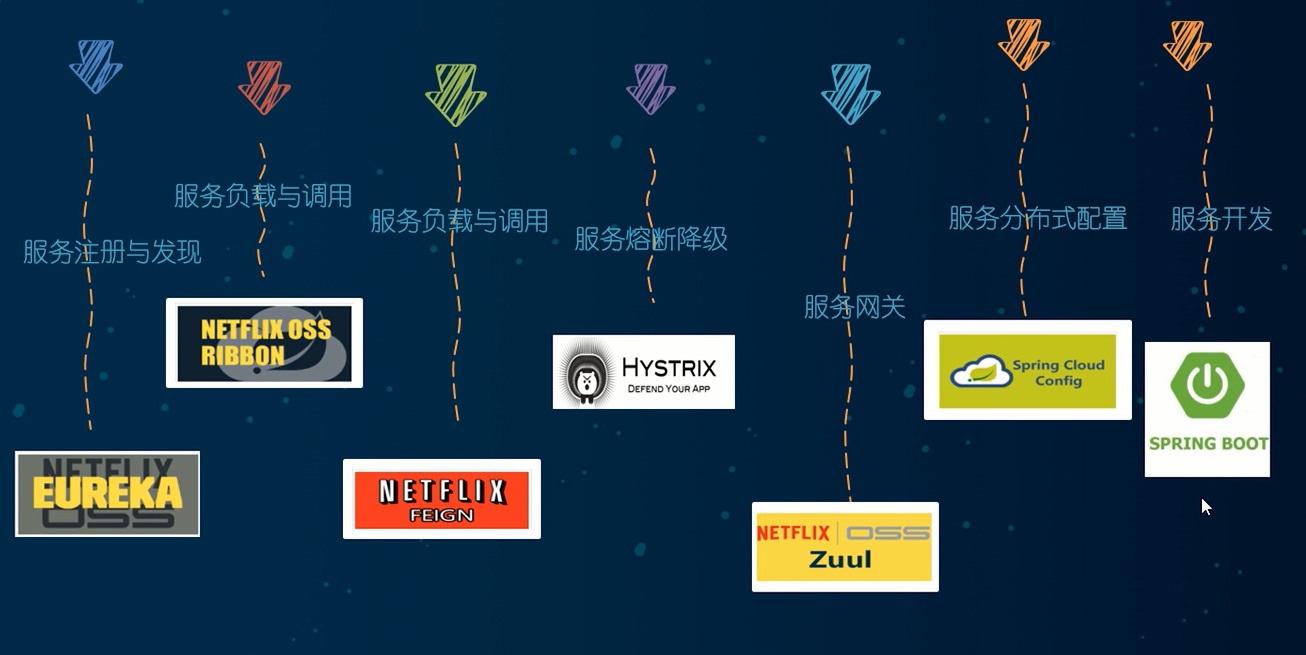 服务注册与发现
NETFLIX
EUREKA
OSS
服务负载与调用
NETFLIX OSS
RIBBON
服务负载与调用
NETFLIX
FEIGN
服务熔断降级
HYSTRIX
DEFEND YOUR APP
服务网关
NETFLIX | OSS
Zuul
服务分布式配置
Spring Cloud
Config
服务开发
SPRING BOOT